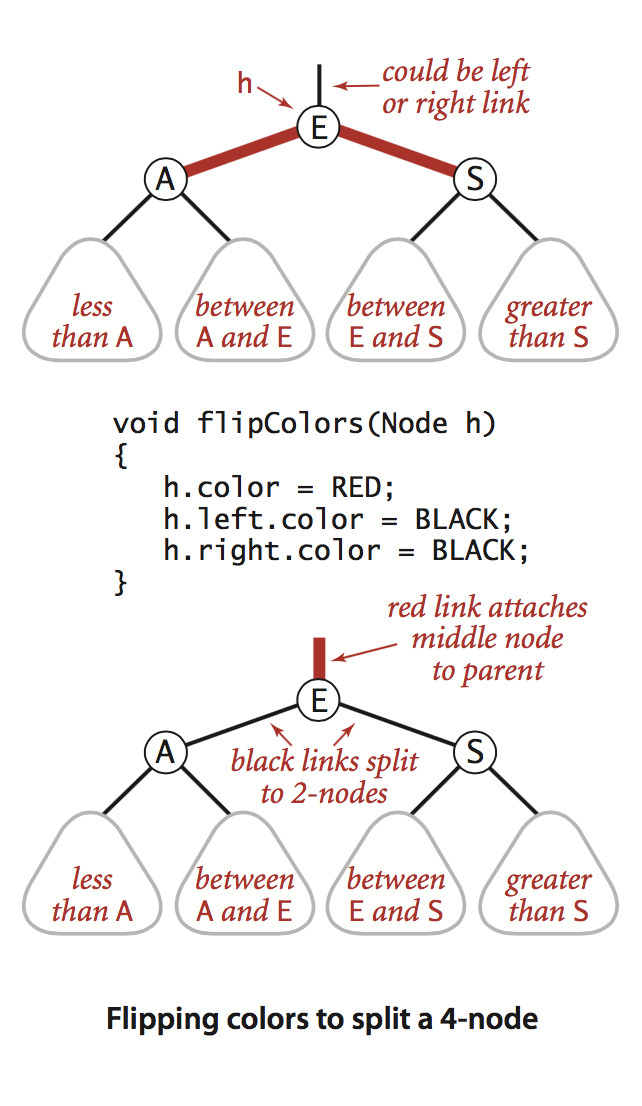 could be left
h
or right link
E
A
S
less
than A
between
A and E
between
E and S
greater
than S
void flipColors(Node h)
{
   h.color = RED;
   h.left.color = BLACK;
   h.right.color = BLACK;
}
red link attaches
middle node
to parent
E
A
S
black links split
to 2-nodes
less
than A
between
A and E
between
E and S
greater
than S
Flipping colors to split a 4-node